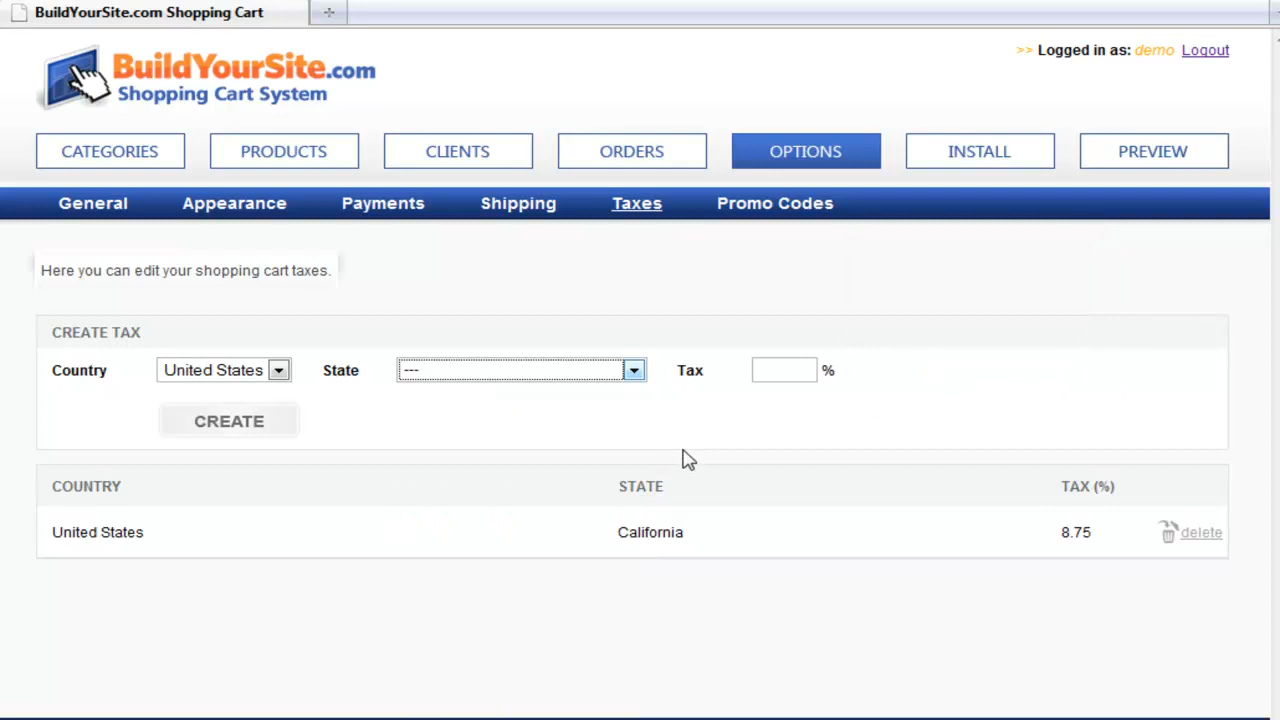 BuildYourSite.com Shopping Cart
BuildYourSite.com
Shopping Cart System
>> Logged in as: demo Logout
CATEGORIES PRODUCTS CLIENTS ORDERS OPTIONS INSTALL PREVIEW
General Appearance Payments Shipping Taxes Promo Codes
Here you can edit your shopping cart taxes.
CREATE TAX
Country United States State --- Tax %
CREATE
COUNTRY STATE TAX (%)
United States California 8.75 delete